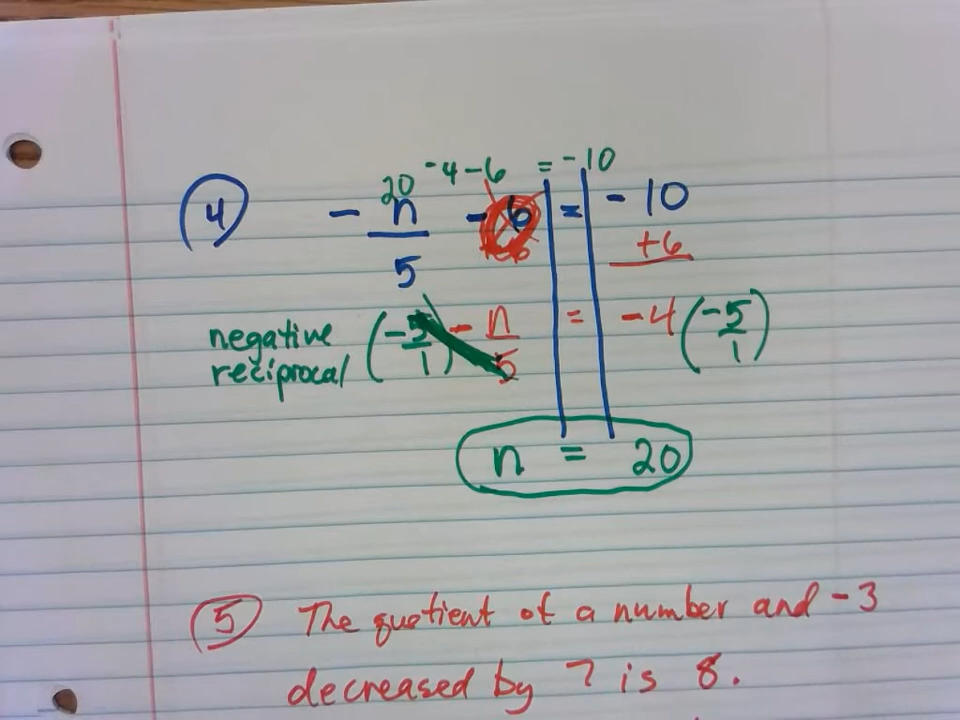 20 -4 -6 = -10
(4) - n/5 - 6 = - 10
+6
negative reciprocal (-5/1) - n/5 = -4 (-5/1)
n = 20
(5) The quotient of a number and -3
decreased by 7 is 8.